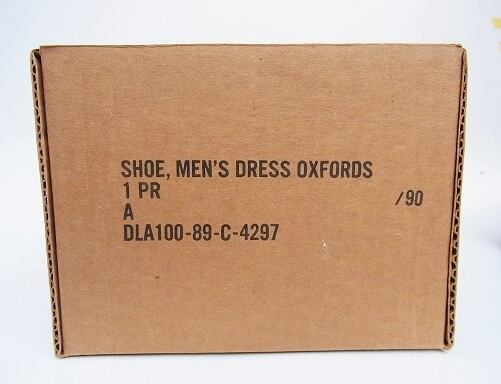 SHOE, MEN'S DRESS OXFORDS
1 PR
/90
A
DLA100-89-C-4297